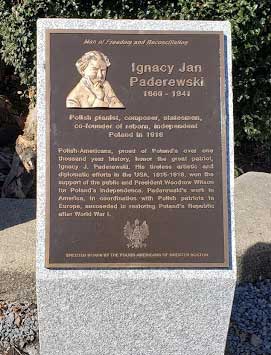 Man of Freedom and Reconciliation
Ignacy Jan
Paderewski
1860 - 1941
Polish pianist, composer, statesman,
co-founder of reborn, independent
Poland in 1918
Polish-Americans, proud of Poland's over one
thousand year history, honor the great patriot,
Ignacy J. Paderewski. His tireless artistic and
diplomatic efforts in the USA, 1915-1918, won the
support of the public and President Woodrow Wilson
for Poland's independence. Paderewski's work in
America, in coordination with Polish patriots in
Europe, succeeded in restoring Poland's Republic
after World War I.
BY THE POLISH-AMERICANS OF GREATER BOSTON